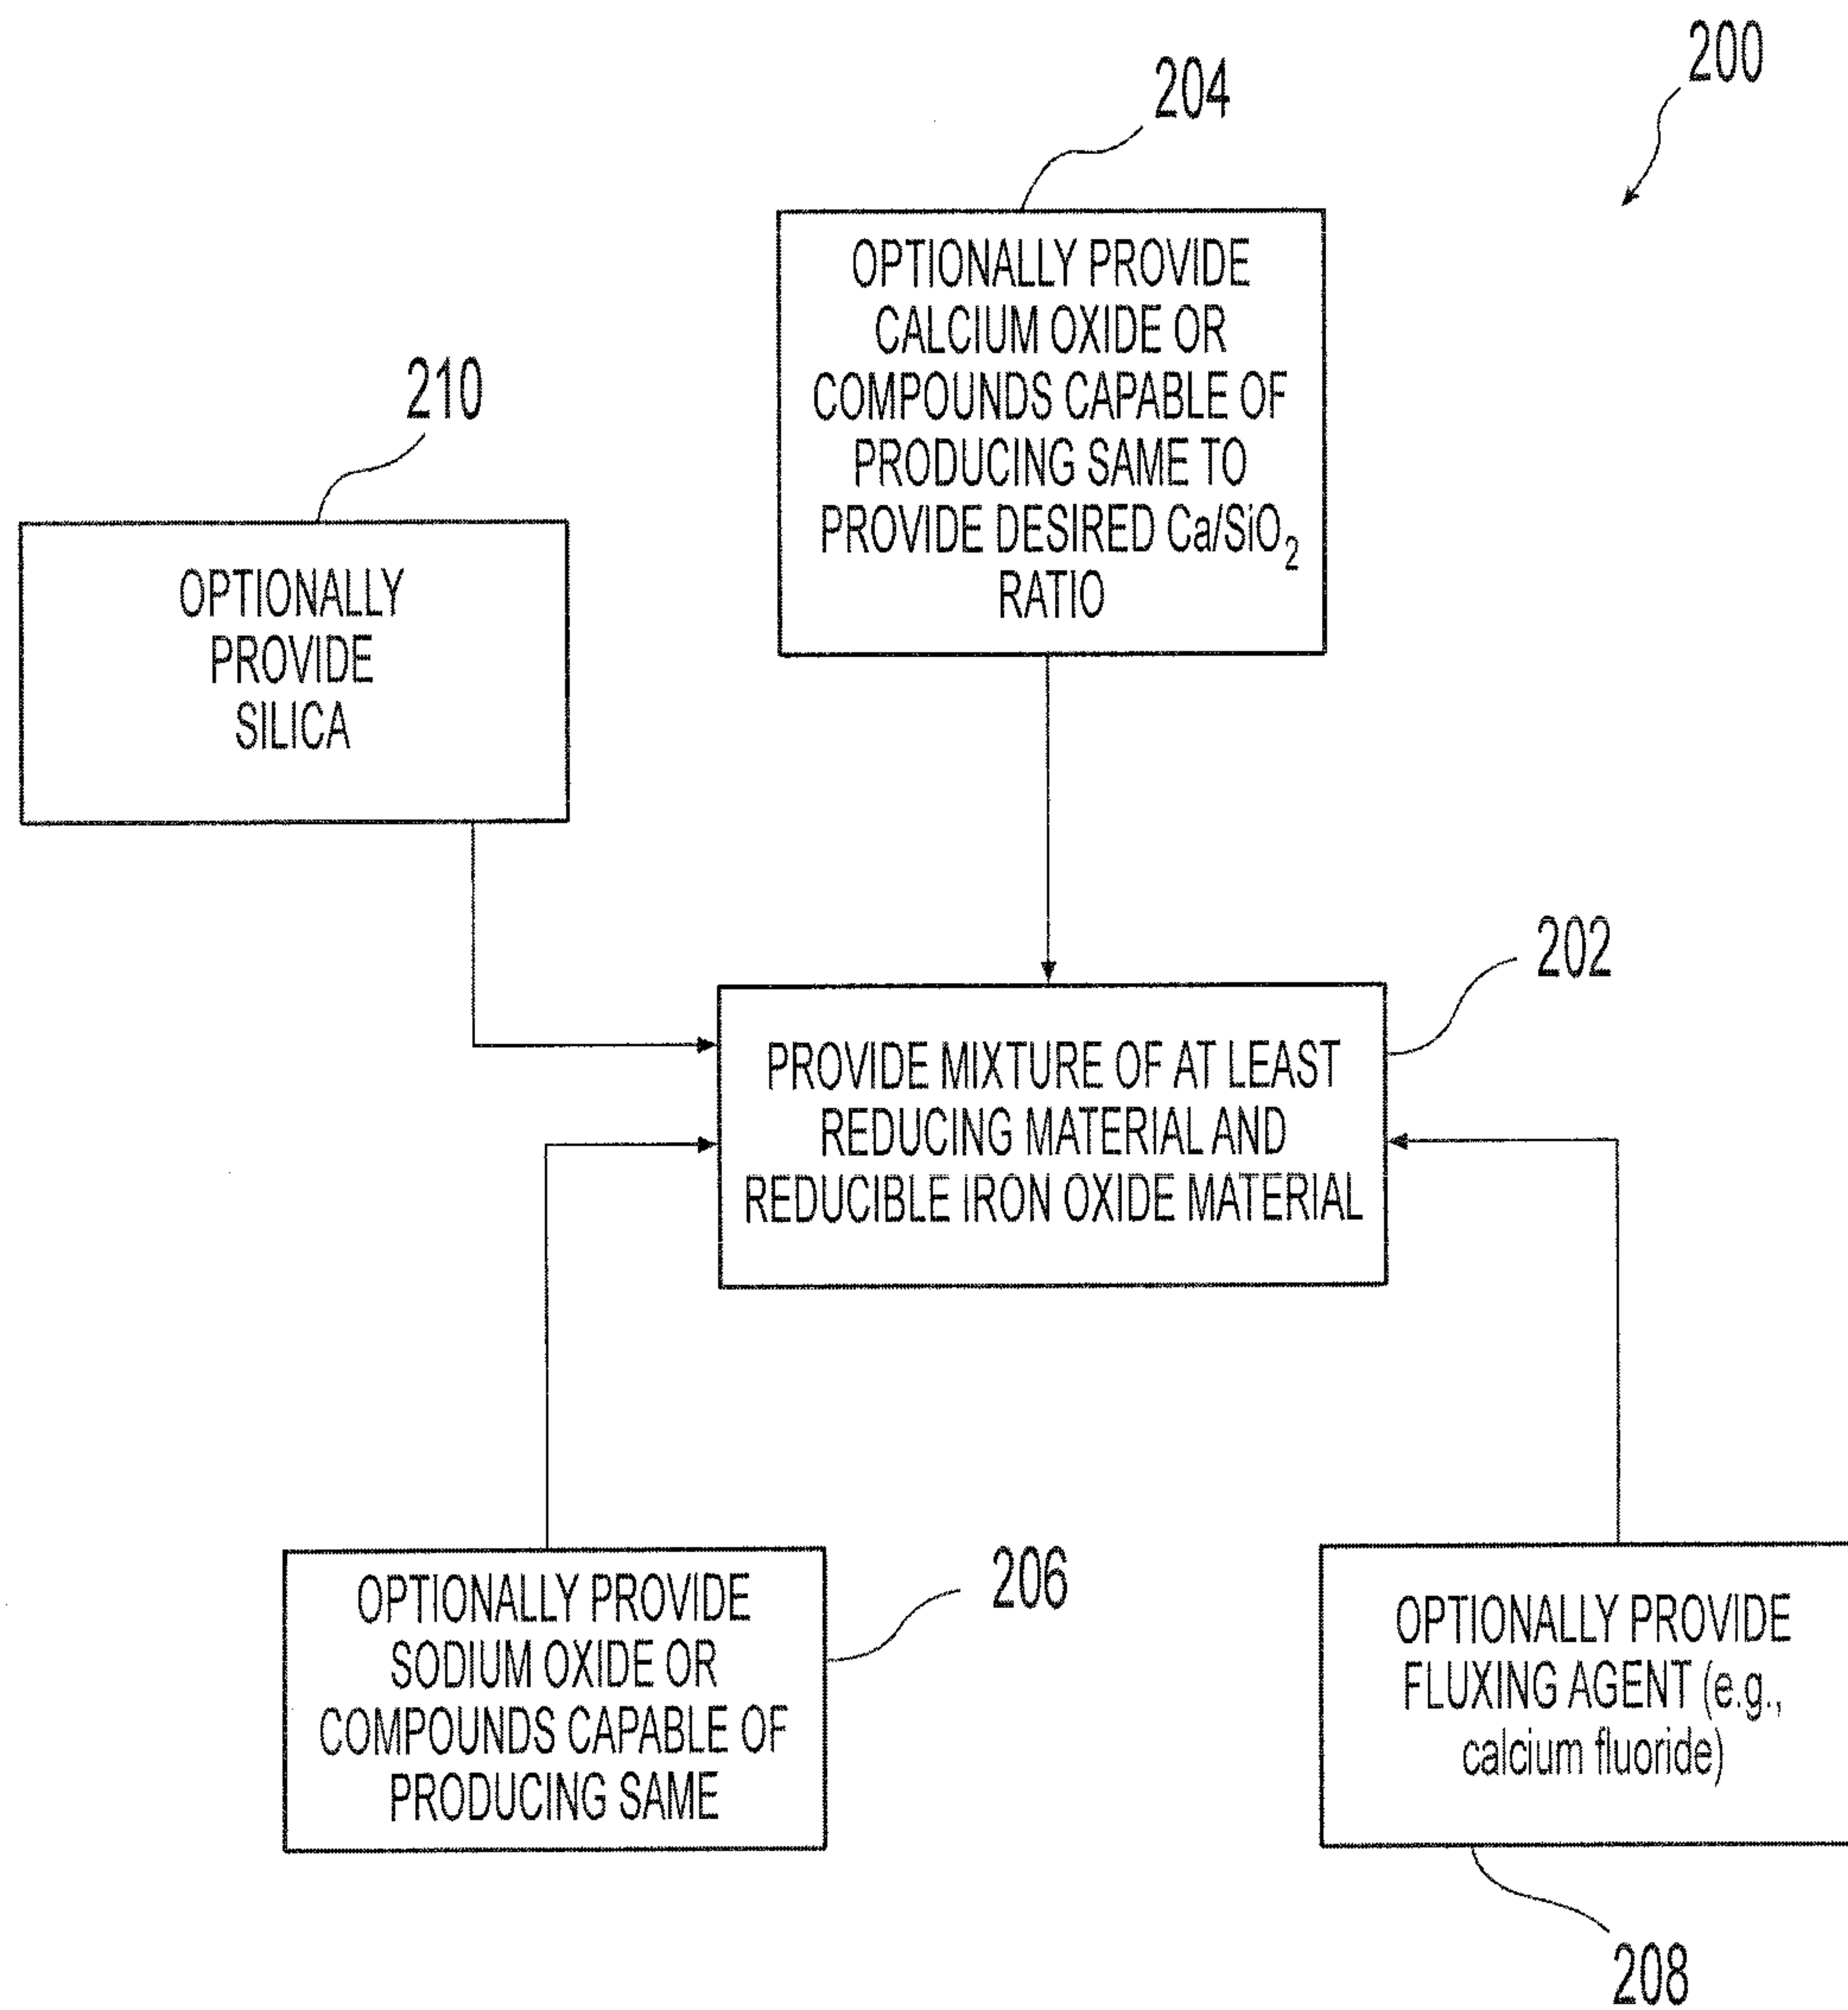 200
204
OPTIONALLY PROVIDE
CALCIUM OXIDE OR
COMPOUNDS CAPABLE OF
PRODUCING SAME TO
PROVIDE DESIRED Ca/SiO₂
RATIO
210
OPTIONALLY
PROVIDE
SILICA
202
PROVIDE MIXTURE OF AT LEAST
REDUCING MATERIAL AND
REDUCIBLE IRON OXIDE MATERIAL
206
OPTIONALLY PROVIDE
SODIUM OXIDE OR
COMPOUNDS CAPABLE OF
PRODUCING SAME
OPTIONALLY PROVIDE
FLUXING AGENT (e.g.,
calcium fluoride)
208